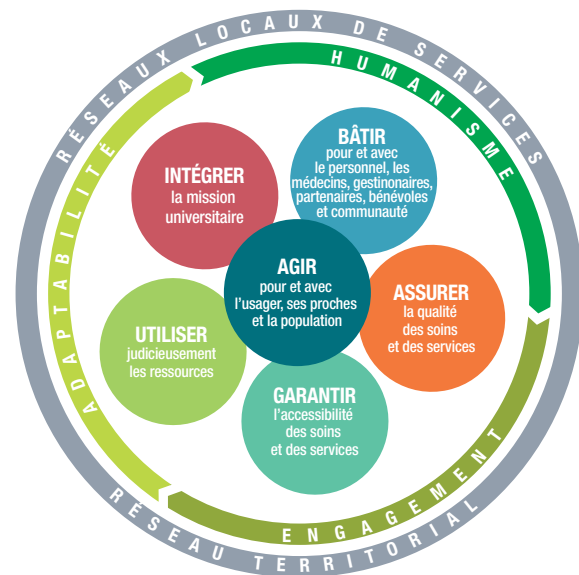 RÉSEAUX LOCAUX DE SERVICES
HUMANISME
ADAPTABILITÉ
BÂTIR
pour et avec
le personnel, les
médecins, gestionaires,
partenaires, bénévoles
et communauté
INTÉGRER
la mission
universitaire
AGIR
pour et avec
l'usager, ses proches
et la population
ASSURER
la qualité
des soins
et des services
UTILISER
judicieusement
les ressources
GARANTIR
l'accessibilité
des soins
et des services
ENGAGEMENT
RÉSEAU TERRITORIAL